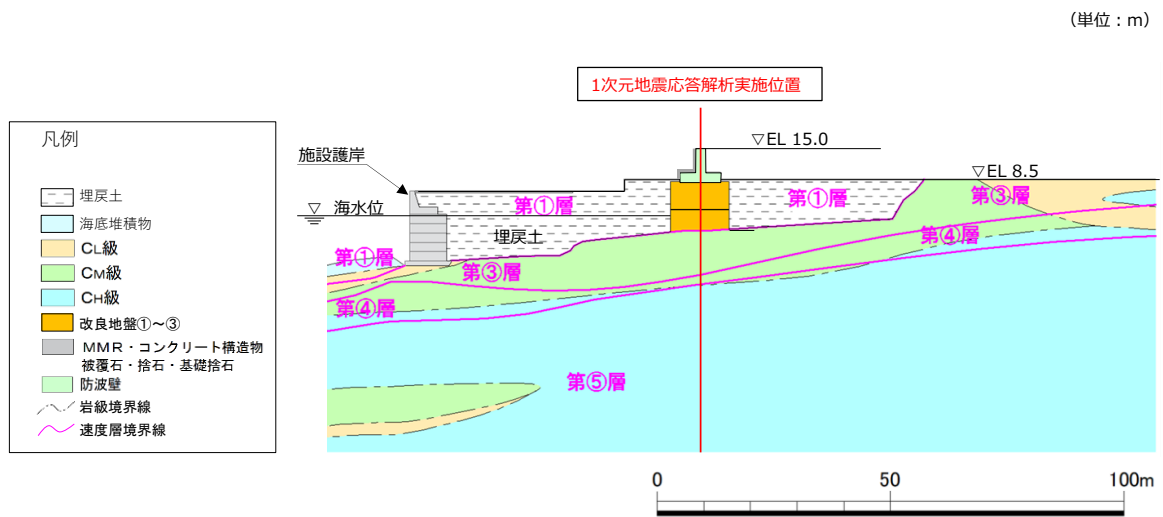 （単位：m）
1次元地震応答解析実施位置
▽EL 15.0
▽EL 8.5
施設護岸
▽ 海水位
第①層
第①層
第③層
埋戻土
第④層
第①層
第③層
第④層
第⑤層
凡例
埋戻土
海底堆積物
CL級
CM級
CH級
改良地盤①～③
MMR・コンクリート構造物
被覆石・捨石・基礎捨石
防波壁
岩級境界線
速度層境界線
0 50 100m